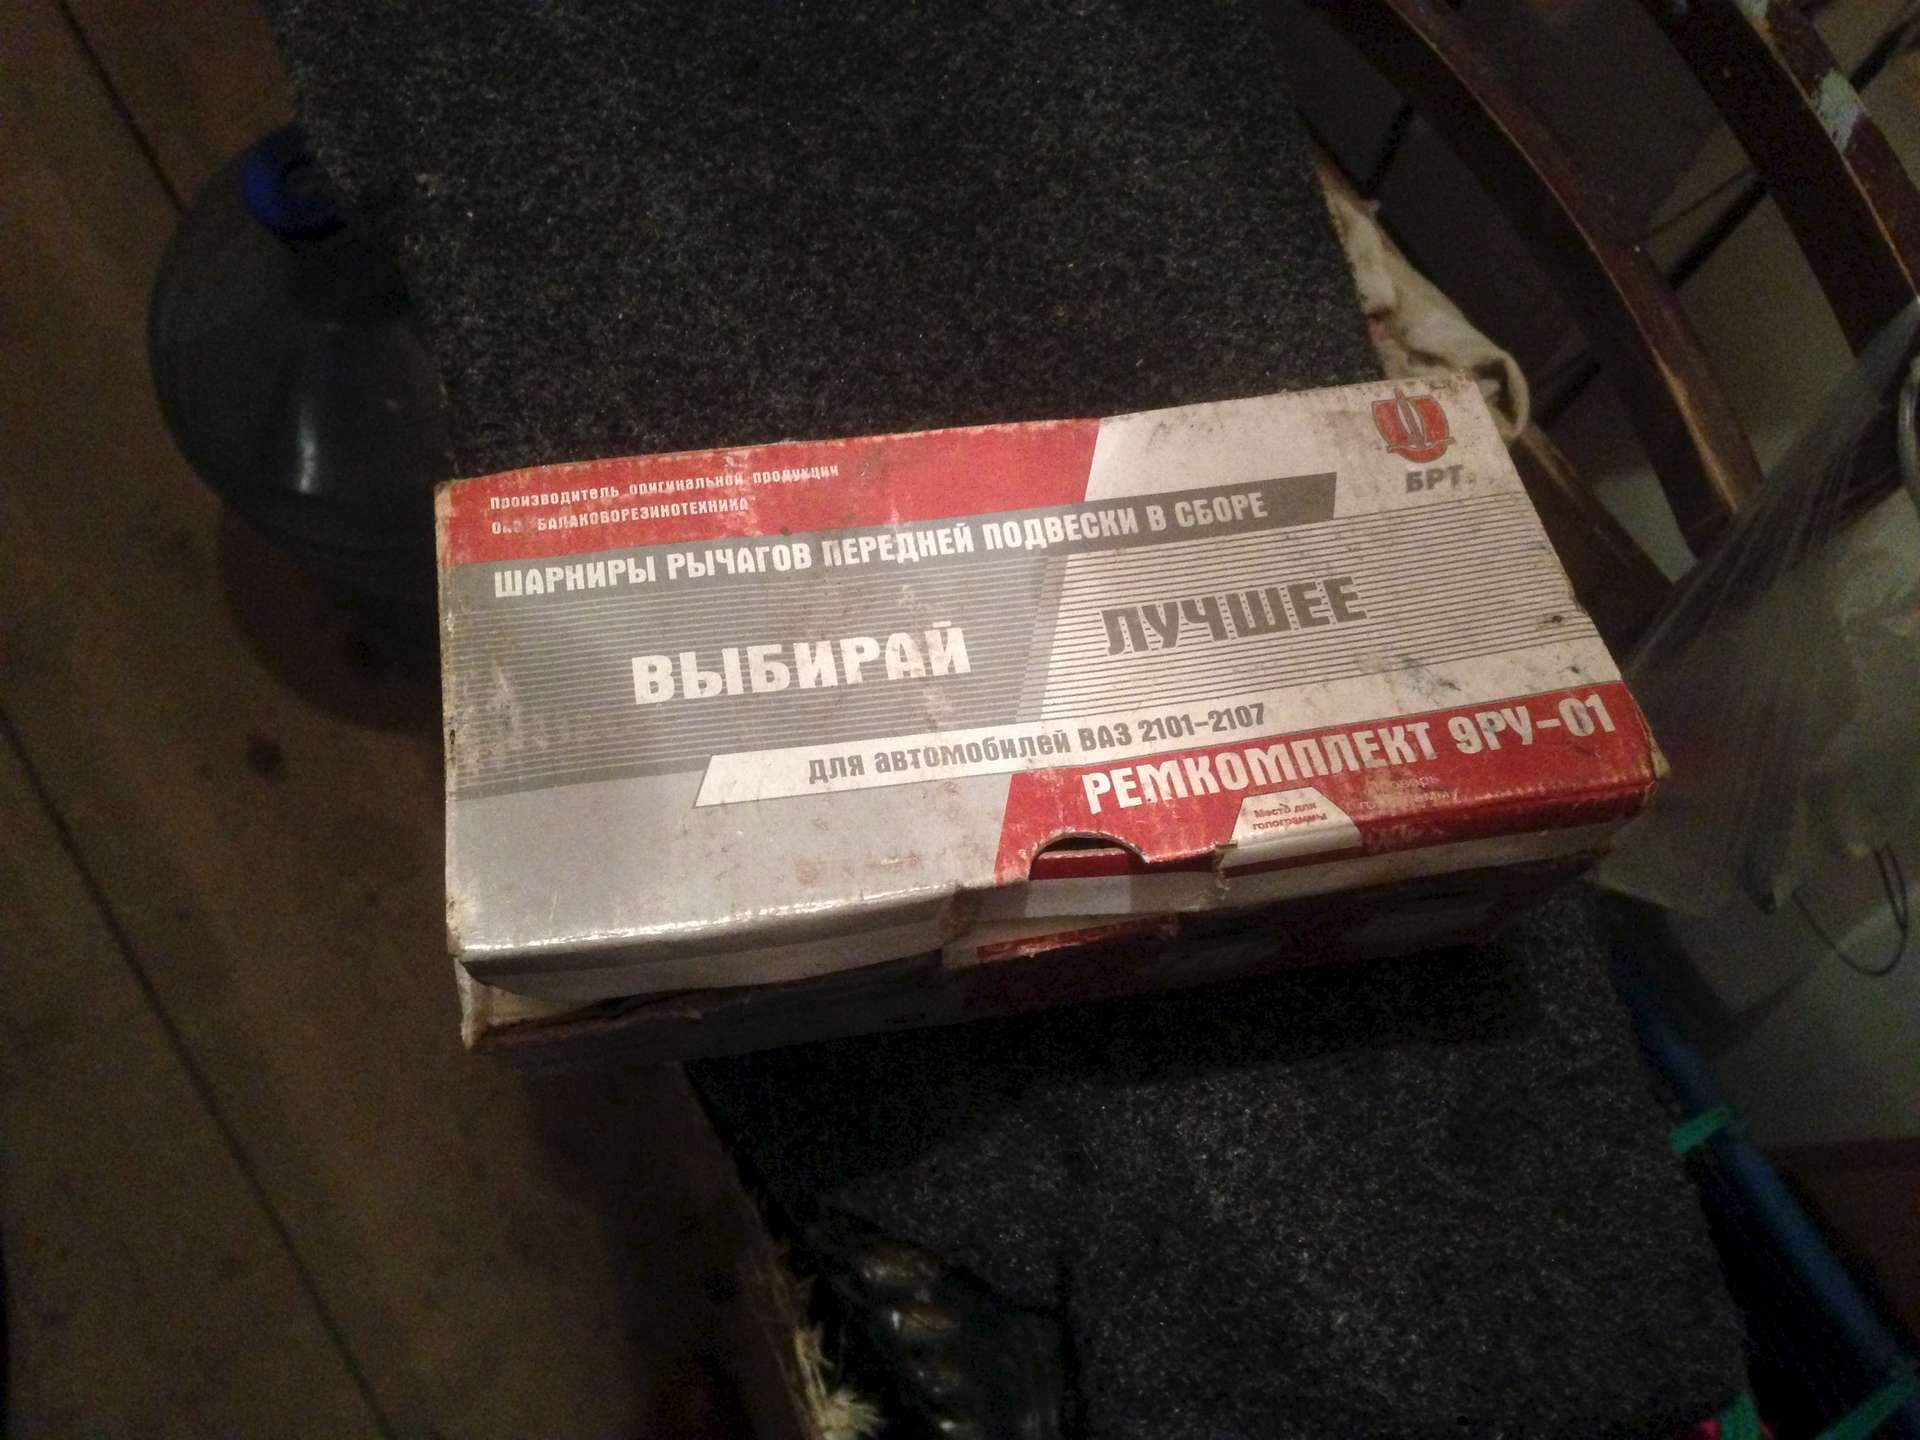 Производитель оригинальной продукции
ОАО "БАЛАКОВОРЕЗИНОТЕХНИКА"
БРТ
ШАРНИРЫ РЫЧАГОВ ПЕРЕДНЕЙ ПОДВЕСКИ В СБОРЕ
ВЫБИРАЙ ЛУЧШЕЕ
для автомобилей ВАЗ 2101-2107
РЕМКОМПЛЕКТ 9РУ-01
Место для
голограммы